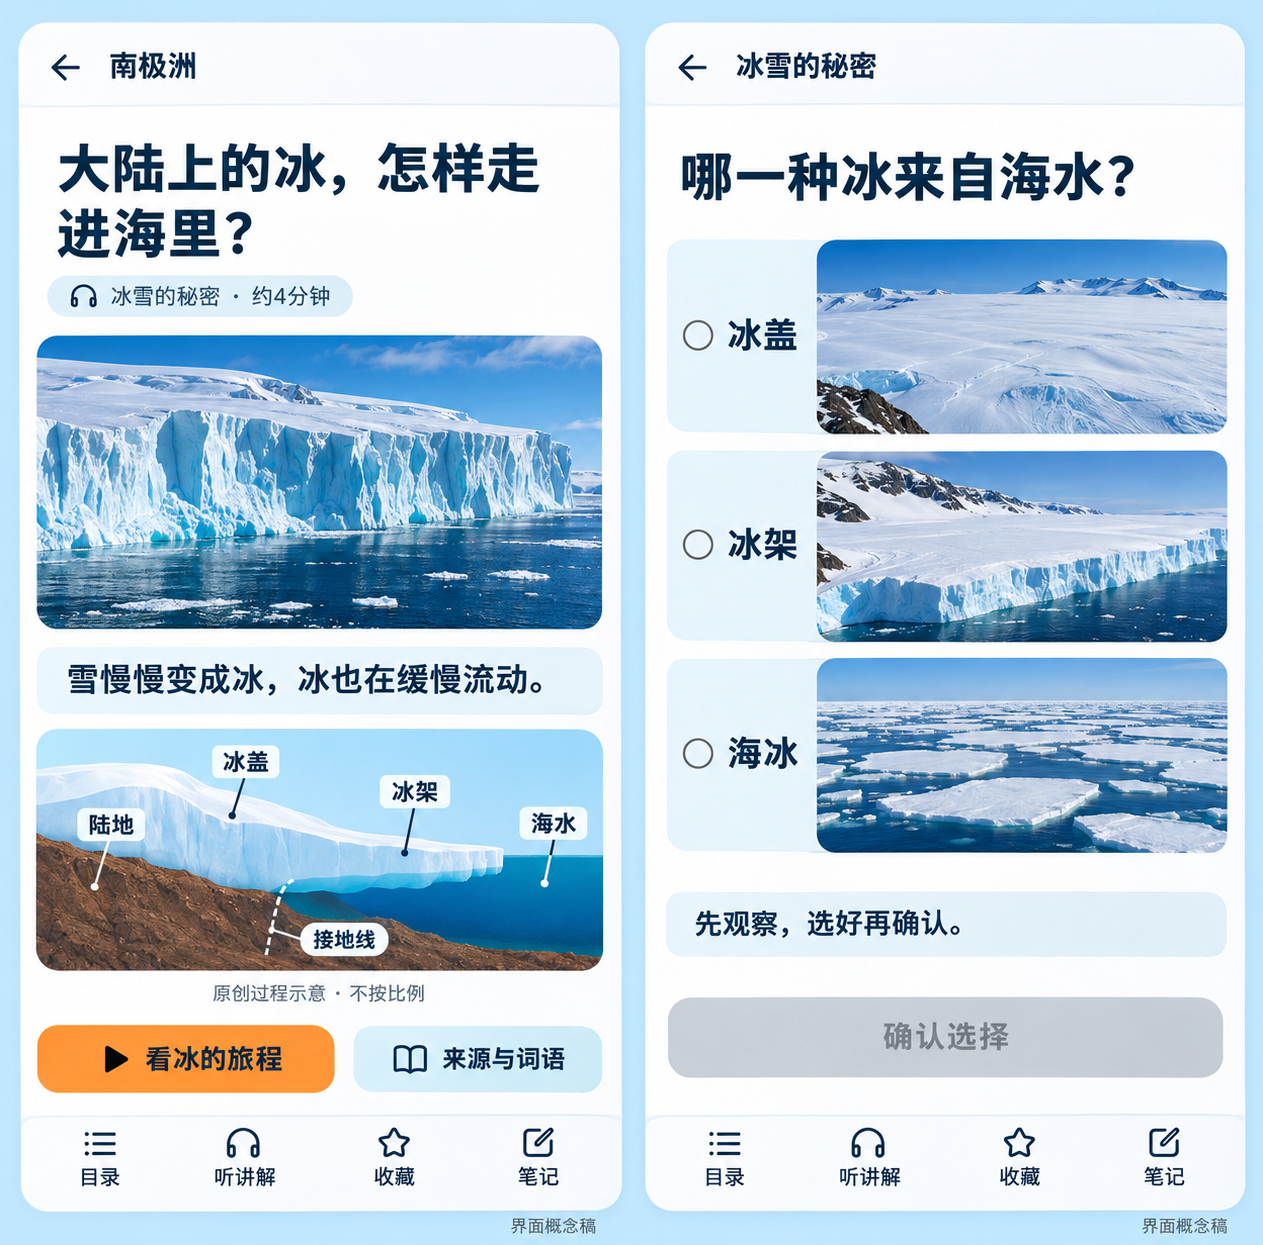 南极洲
大陆上的冰，怎样走
进海里？
冰雪的秘密 · 约4分钟
雪慢慢变成冰，冰也在缓慢流动。
冰盖
冰架
陆地
海水
接地线
原创过程示意 · 不按比例
看冰的旅程
来源与词语
目录
听讲解
收藏
笔记
界面概念稿
冰雪的秘密
哪一种冰来自海水？
冰盖
冰架
海冰
先观察，选好再确认。
确认选择
目录
听讲解
收藏
笔记
界面概念稿